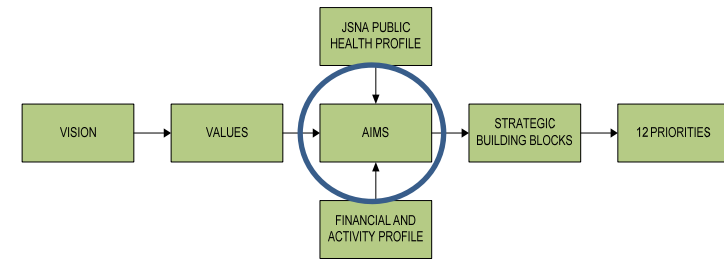 JSNA PUBLIC
HEALTH PROFILE
VISION
VALUES
AIMS
STRATEGIC
BUILDING BLOCKS
12 PRIORITIES
FINANCIAL AND
ACTIVITY PROFILE